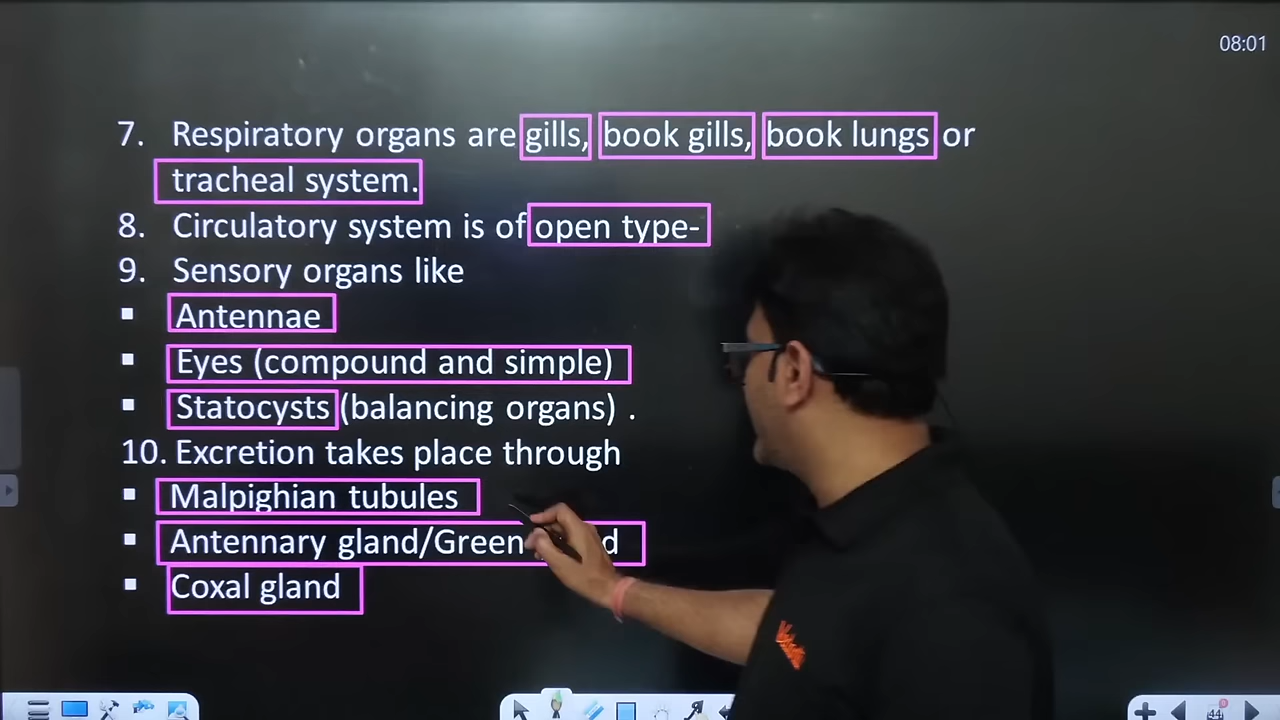 08:01
7. Respiratory organs are gills, book gills, book lungs or
tracheal system.
8. Circulatory system is of open type-
9. Sensory organs like
▪ Antennae
▪ Eyes (compound and simple)
▪ Statocysts (balancing organs) .
10. Excretion takes place through
▪ Malpighian tubules
▪ Antennary gland/Green
▪ Coxal gland
44